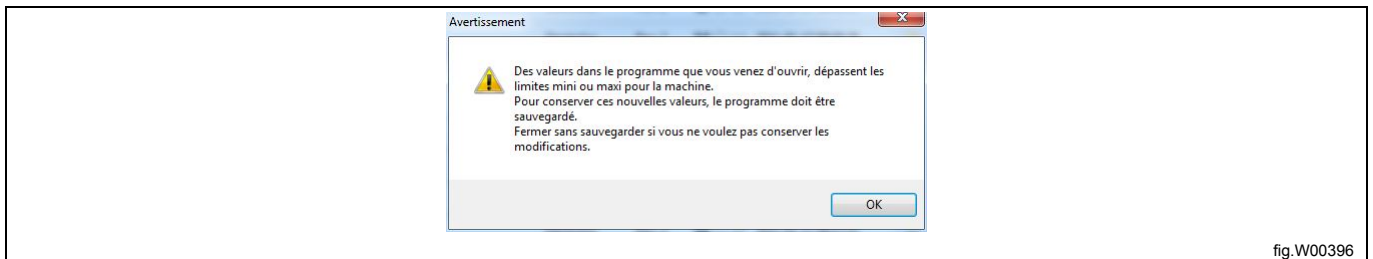 Avertissement
Des valeurs dans le programme que vous venez d'ouvrir, dépassent les
limites mini ou maxi pour la machine.
Pour conserver ces nouvelles valeurs, le programme doit être
sauvegardé.
Fermer sans sauvegarder si vous ne voulez pas conserver les
modifications.
OK
fig.W00396